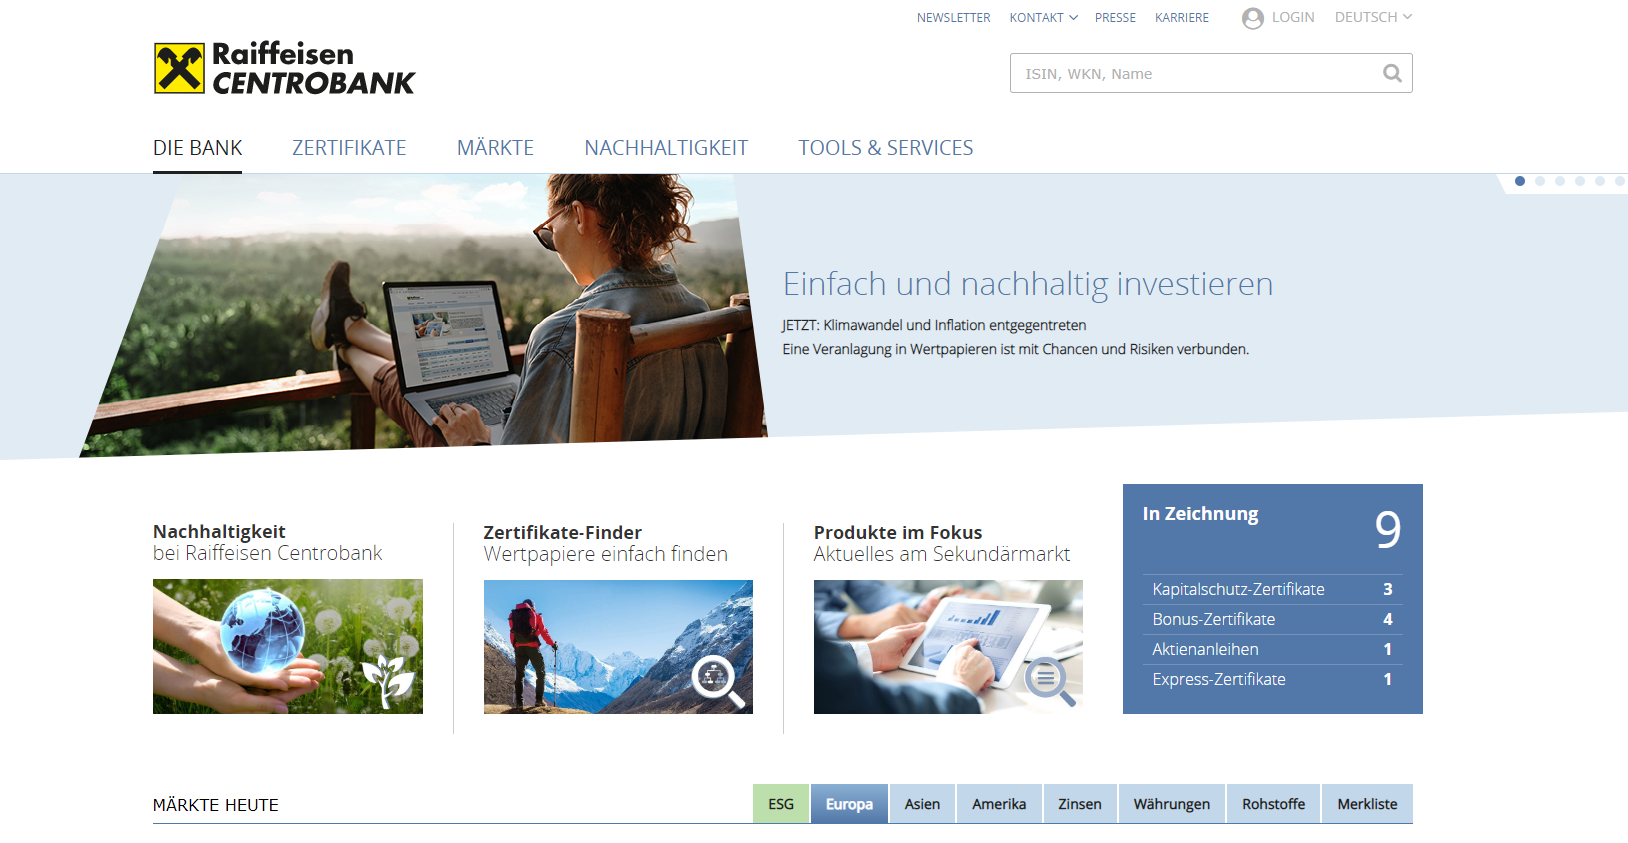 NEWSLETTER KONTAKT PRESSE KARRIERE LOGIN DEUTSCH
Raiffeisen
CENTROBANK
ISIN, WKN, Name
DIE BANK ZERTIFIKATE MÄRKTE NACHHALTIGKEIT TOOLS & SERVICES
Einfach und nachhaltig investieren
JETZT: Klimawandel und Inflation entgegentreten
Eine Veranlagung in Wertpapieren ist mit Chancen und Risiken verbunden.
Nachhaltigkeit
bei Raiffeisen Centrobank
Zertifikate-Finder
Wertpapiere einfach finden
Produkte im Fokus
Aktuelles am Sekundärmarkt
In Zeichnung 9
Kapitalschutz-Zertifikate 3
Bonus-Zertifikate 4
Aktienanleihen 1
Express-Zertifikate 1
MÄRKTE HEUTE ESG Europa Asien Amerika Zinsen Währungen Rohstoffe Merkliste